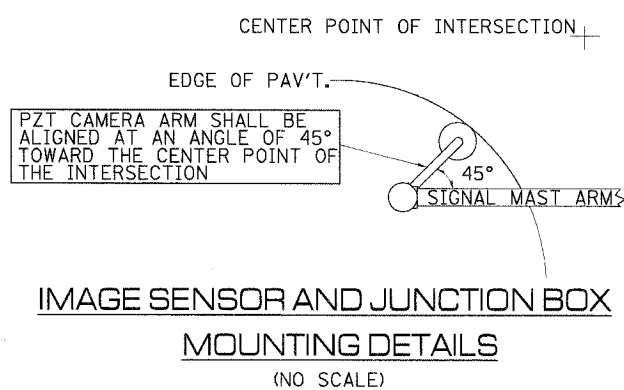 CENTER POINT OF INTERSECTION
EDGE OF PAV'T.
PZT CAMERA ARM SHALL BE
ALIGNED AT AN ANGLE OF 45°
TOWARD THE CENTER POINT OF
THE INTERSECTION
45°
SIGNAL MAST ARM
IMAGE SENSOR AND JUNCTION BOX
MOUNTING DETAILS
(NO SCALE)